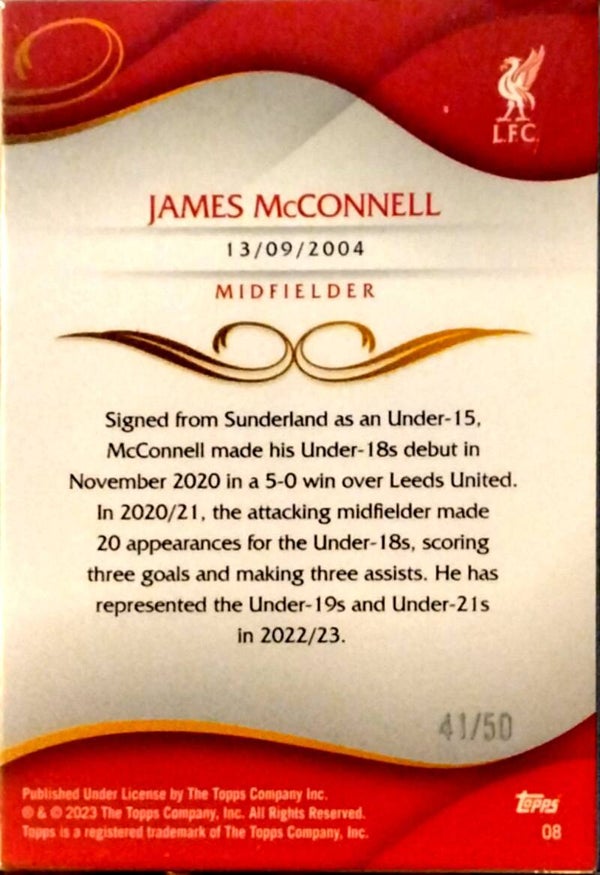 L.F.C.
JAMES McCONNELL
13/09/2004
MIDFIELDER
Signed from Sunderland as an Under-15,
McConnell made his Under-18s debut in
November 2020 in a 5-0 win over Leeds United.
In 2020/21, the attacking midfielder made
20 appearances for the Under-18s, scoring
three goals and making three assists. He has
represented the Under-19s and Under-21s
in 2022/23.
41/50
Published Under License by The Topps Company Inc.
® & © 2023 The Topps Company, Inc. All Rights Reserved.
Topps is a registered trademark of The Topps Company, Inc.
Topps
08